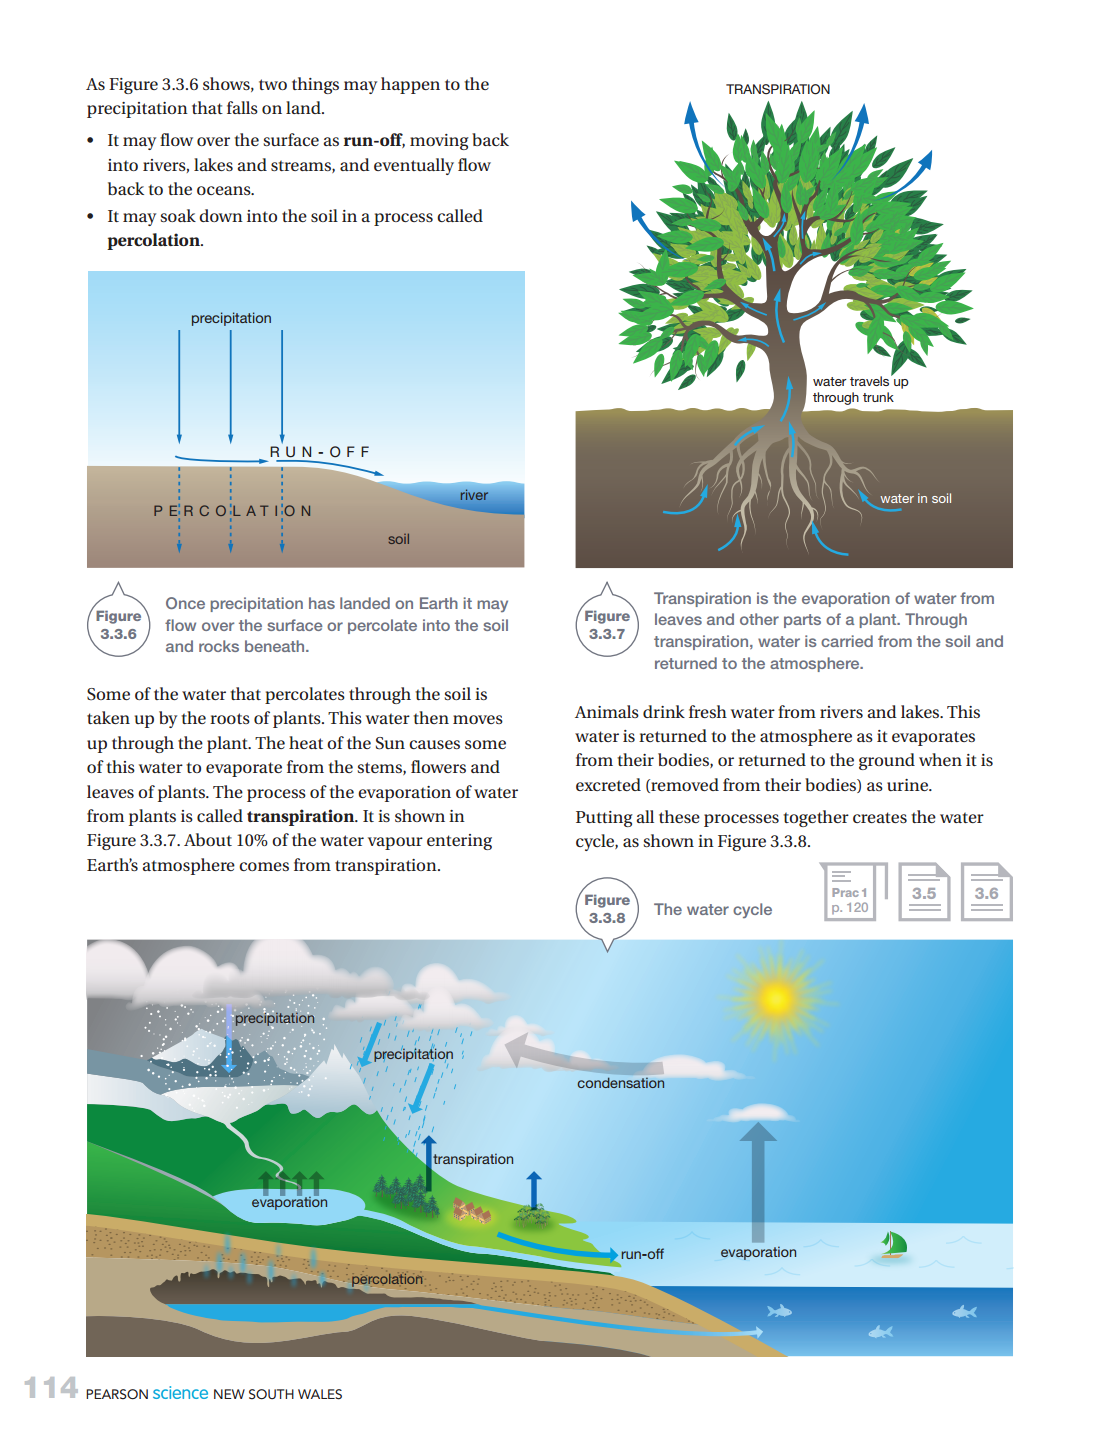 As Figure 3.3.6 shows, two things may happen to the
precipitation that falls on land.
• It may flow over the surface as run-off, moving back
into rivers, lakes and streams, and eventually flow
back to the oceans.
• It may soak down into the soil in a process called
percolation.
precipitation
RUN-OFF
river
PERCOLATION
soil
Figure
3.3.6
Once precipitation has landed on Earth it may
flow over the surface or percolate into the soil
and rocks beneath.
Some of the water that percolates through the soil is
taken up by the roots of plants. This water then moves
up through the plant. The heat of the Sun causes some
of this water to evaporate from the stems, flowers and
leaves of plants. The process of the evaporation of water
from plants is called transpiration. It is shown in
Figure 3.3.7. About 10% of the water vapour entering
Earth's atmosphere comes from transpiration.
TRANSPIRATION
water travels up
through trunk
water in soil
Figure
3.3.7
Transpiration is the evaporation of water from
leaves and other parts of a plant. Through
transpiration, water is carried from the soil and
returned to the atmosphere.
Animals drink fresh water from rivers and lakes. This
water is returned to the atmosphere as it evaporates
from their bodies, or returned to the ground when it is
excreted (removed from their bodies) as urine.
Putting all these processes together creates the water
cycle, as shown in Figure 3.3.8.
Prac 1
p. 120
3.5
3.6
Figure
3.3.8
The water cycle
precipitation
precipitation
condensation
transpiration
evaporation
run-off
evaporation
percolation
114 PEARSON science NEW SOUTH WALES